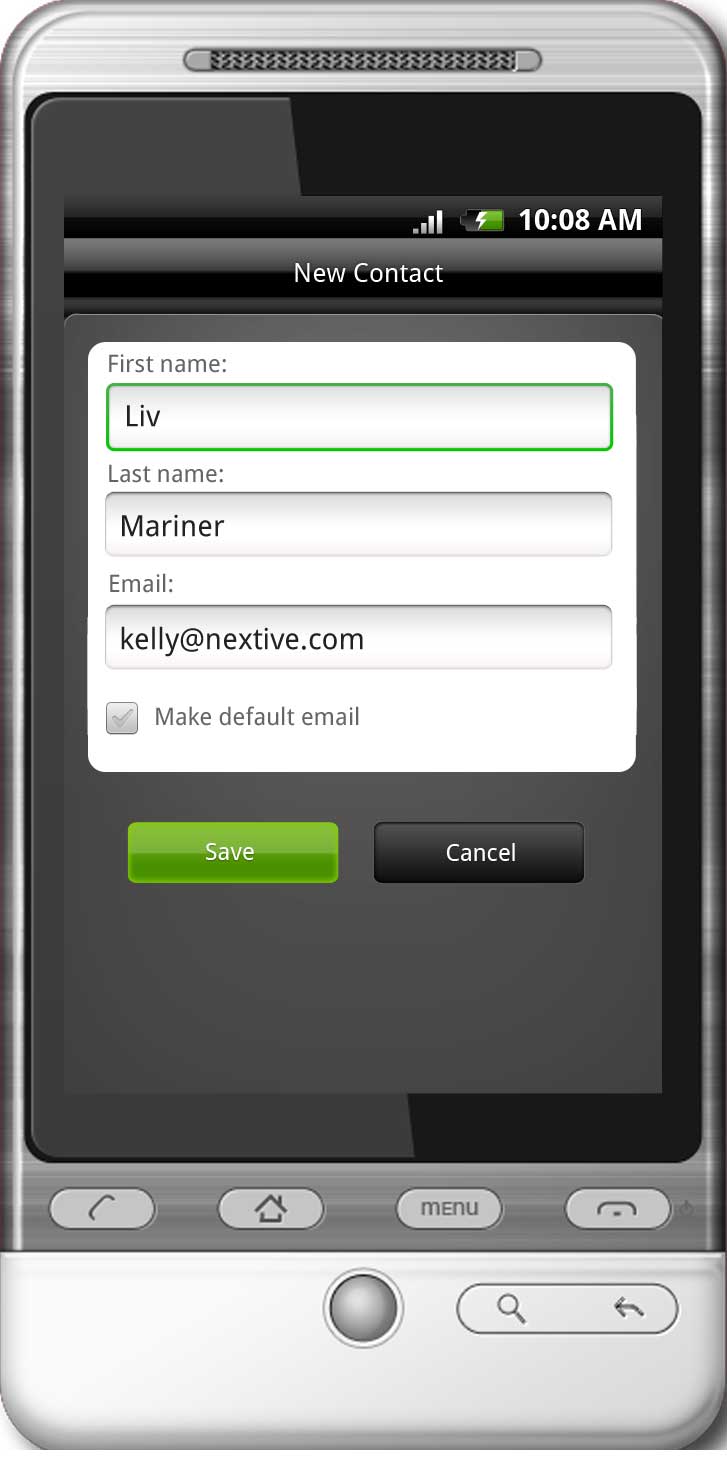 10:08 AM
New Contact
First name:
Liv
Last name:
Mariner
Email:
kelly@nextive.com
Make default email
Save Cancel
MENU